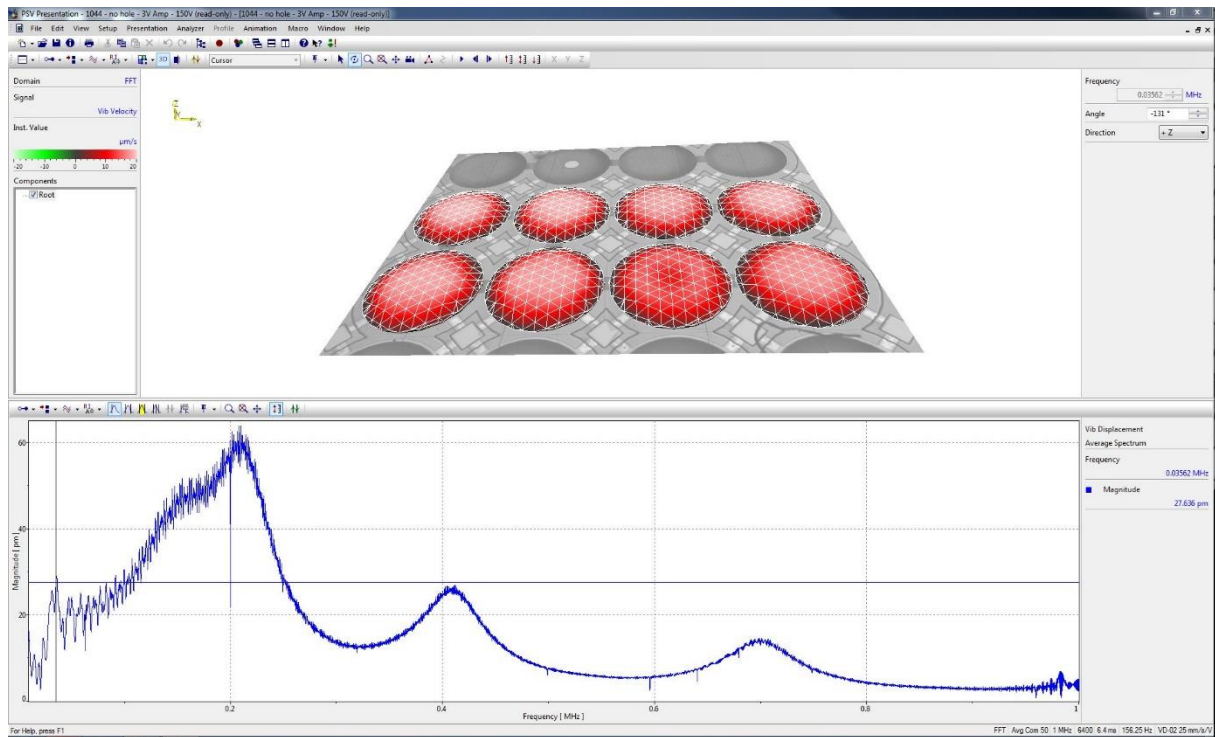 PSV Presentation - 1044 - no hole - 3V Amp - 150V (read-only) - [1044 - no hole - 3V Amp - 150V (read-only)]
File Edit View Setup Presentation Analyzer Profile Animation Macro Window Help
3D Cursor X Y Z
Domain FFT
Signal
Vib Velocity
Inst. Value
µm/s
-20 -10 0 10 20
Components
Root
Z
Y
X
Frequency
0.03562 MHz
Angle -131 °
Direction + Z
60
40
20
0
Magnitude [ pm ]
0.2 0.4 0.6 0.8 1
Frequency [ MHz ]
Vib Displacement
Average Spectrum
Frequency
0.03562 MHz
Magnitude
27.636 pm
For Help, press F1
FFT Avg Com 50 1 MHz 6400 6.4 ms 156.25 Hz VD-02 25 mm/s/V